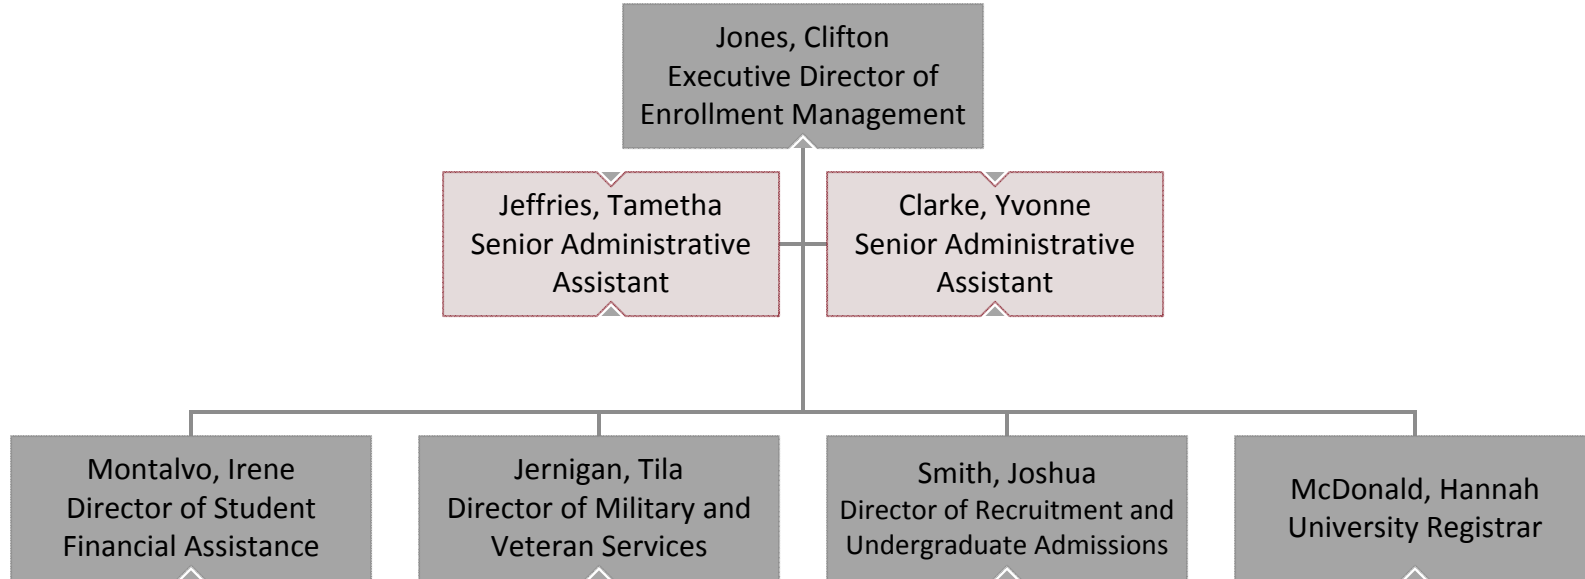 Jones, Clifton
Executive Director of
Enrollment Management
Jeffries, Tametha
Senior Administrative
Assistant
Clarke, Yvonne
Senior Administrative
Assistant
Montalvo, Irene
Director of Student
Financial Assistance
Jernigan, Tila
Director of Military and
Veteran Services
Smith, Joshua
Director of Recruitment and
Undergraduate Admissions
McDonald, Hannah
University Registrar